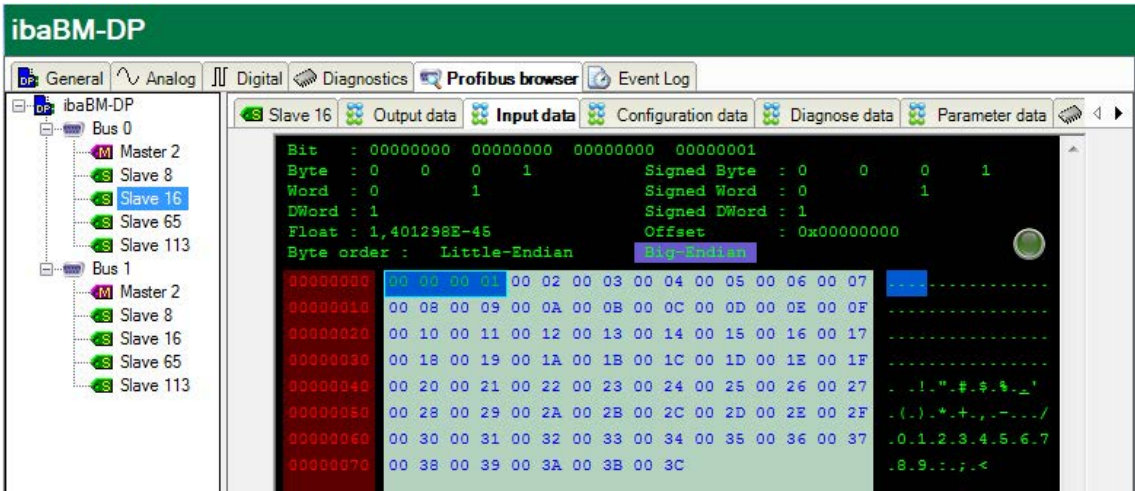 ibaBM-DP
General Analog Digital Diagnostics Profibus browser Event Log
ibaBM-DP
Bus 0
Master 2
Slave 8
Slave 16
Slave 65
Slave 113
Bus 1
Master 2
Slave 8
Slave 16
Slave 65
Slave 113
Slave 16 Output data Input data Configuration data Diagnose data Parameter data
Bit : 00000000 00000000 00000000 00000001
Byte : 0 0 0 1 Signed Byte : 0 0 0 1
Word : 0 1 Signed Word : 0 1
DWord : 1 Signed DWord : 1
Float : 1,401298E-45 Offset : 0x00000000
Byte order : Little-Endian Big-Endian
00000000 00 00 00 01 00 02 00 03 00 04 00 05 00 06 00 07 ................
00000010 00 08 00 09 00 0A 00 0B 00 0C 00 0D 00 0E 00 0F ................
00000020 00 10 00 11 00 12 00 13 00 14 00 15 00 16 00 17 ................
00000030 00 18 00 19 00 1A 00 1B 00 1C 00 1D 00 1E 00 1F ................
00000040 00 20 00 21 00 22 00 23 00 24 00 25 00 26 00 27 . .!.".#.$.%._'
00000050 00 28 00 29 00 2A 00 2B 00 2C 00 2D 00 2E 00 2F .(.).*.+.,.-.../
00000060 00 30 00 31 00 32 00 33 00 34 00 35 00 36 00 37 .0.1.2.3.4.5.6.7
00000070 00 38 00 39 00 3A 00 3B 00 3C .8.9.:.;.<